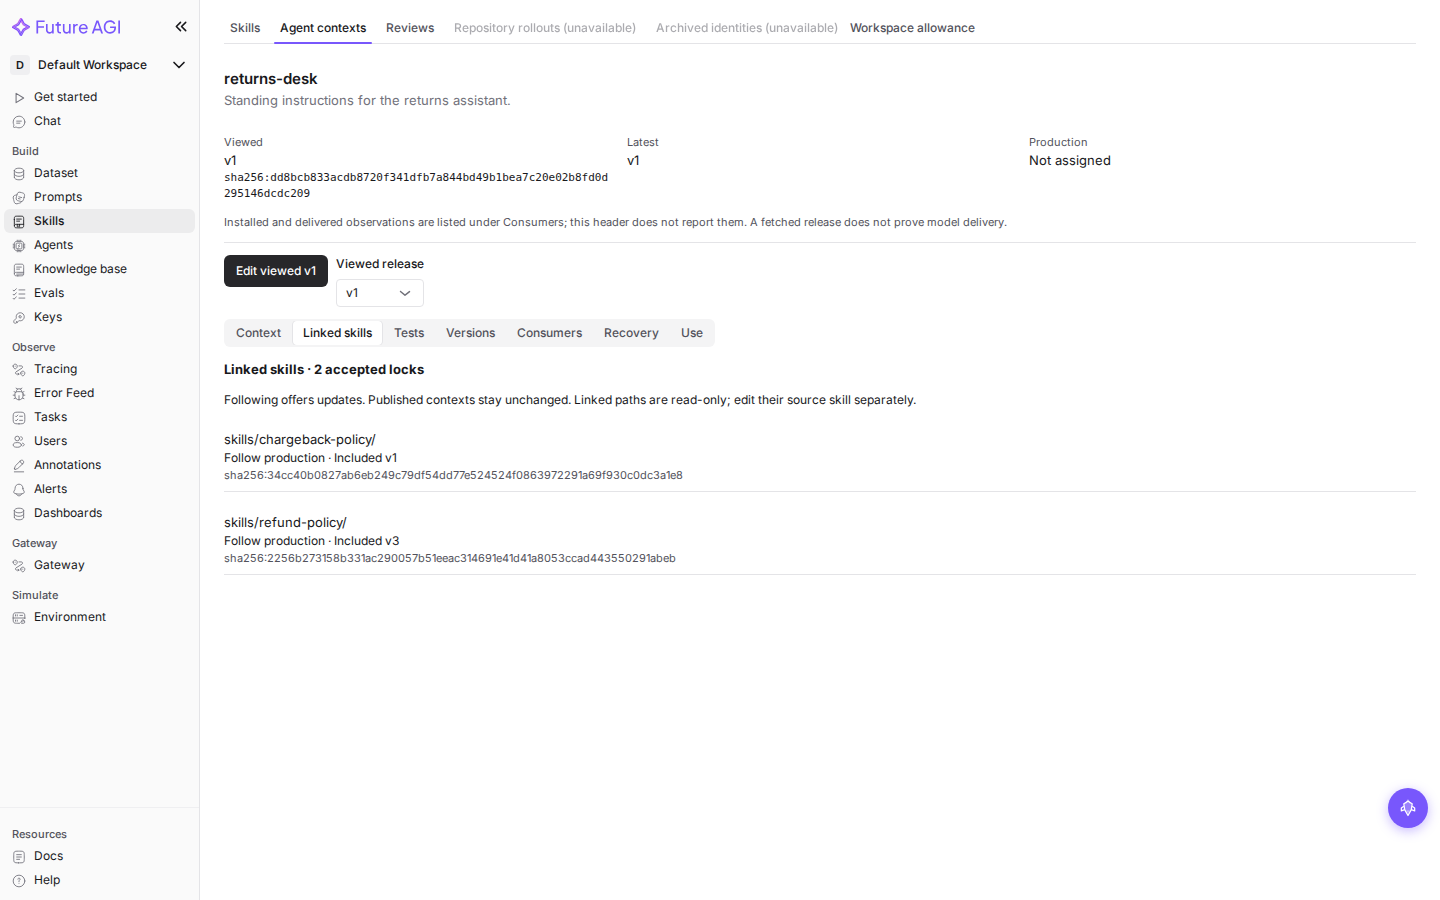 Future AGI
D Default Workspace
Get started
Chat
Build
Dataset
Prompts
Skills
Agents
Knowledge base
Evals
Keys
Observe
Tracing
Error Feed
Tasks
Users
Annotations
Alerts
Dashboards
Gateway
Gateway
Simulate
Environment
Resources
Docs
Help
Skills Agent contexts Reviews Repository rollouts (unavailable) Archived identities (unavailable) Workspace allowance
returns-desk
Standing instructions for the returns assistant.
Viewed Latest Production
v1 v1 Not assigned
sha256:dd8bcb833acdb8720f341dfb7a844bd49b1bea7c20e02b8fd0d
295146dcdc209
Installed and delivered observations are listed under Consumers; this header does not report them. A fetched release does not prove model delivery.
Edit viewed v1 Viewed release
v1
Context Linked skills Tests Versions Consumers Recovery Use
Linked skills · 2 accepted locks
Following offers updates. Published contexts stay unchanged. Linked paths are read-only; edit their source skill separately.
skills/chargeback-policy/
Follow production · Included v1
sha256:34cc40b0827ab6eb249c79df54dd77e524524f0863972291a69f930c0dc3a1e8
skills/refund-policy/
Follow production · Included v3
sha256:2256b273158b331ac290057b51eeac314691e41d41a8053ccad443550291abeb